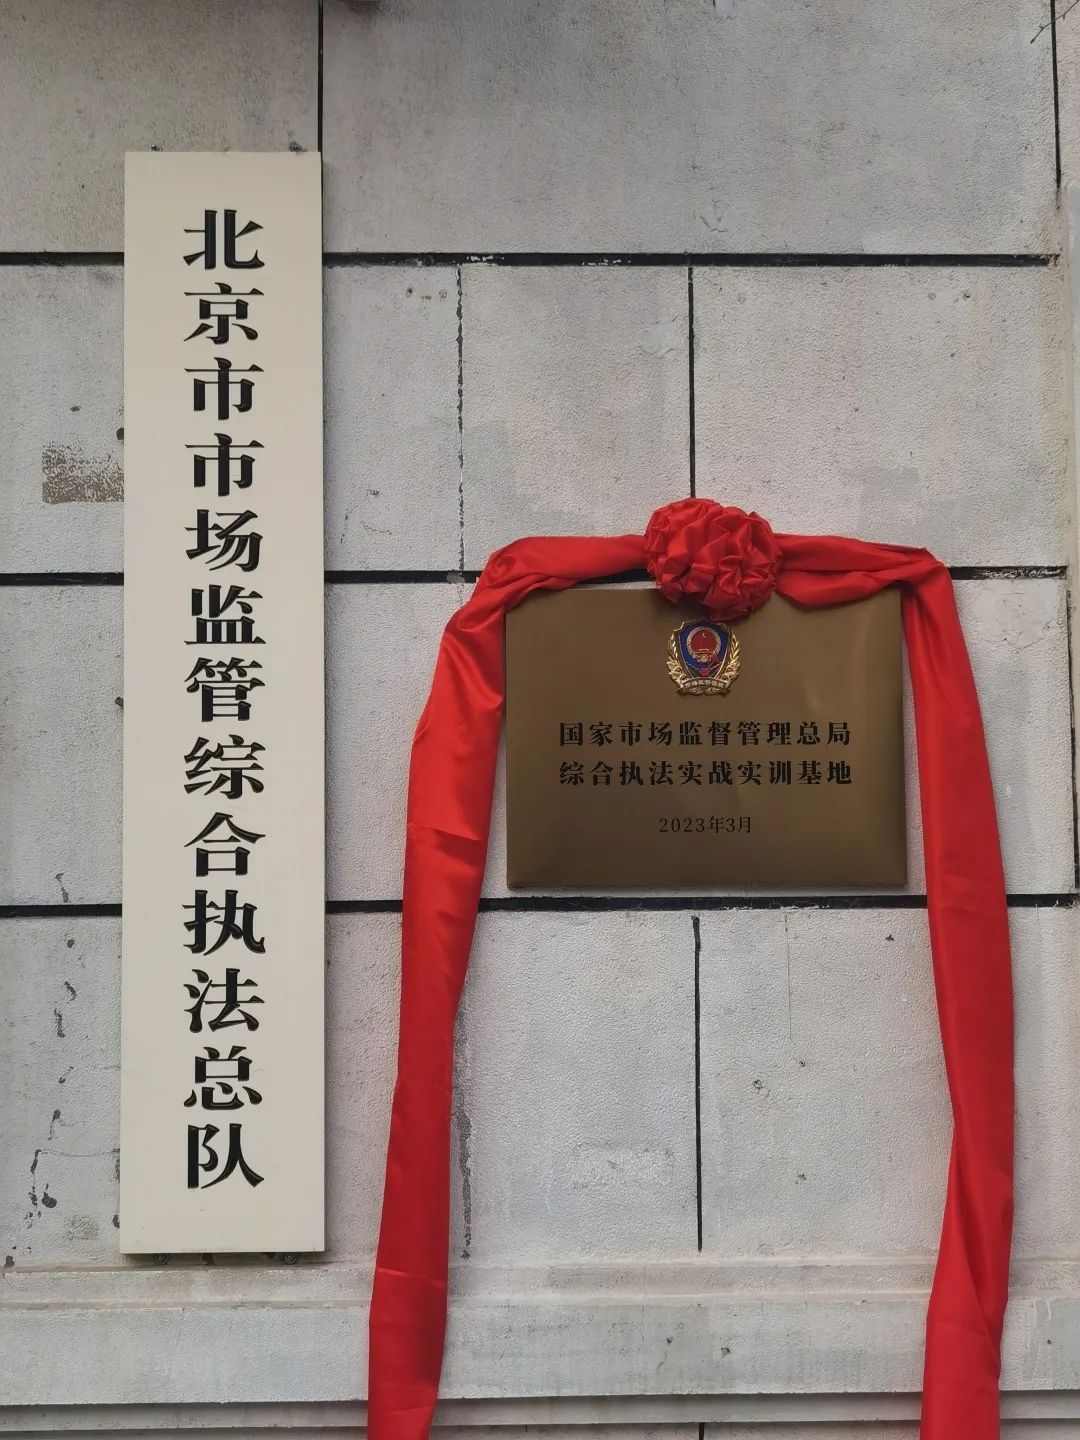 北京市市场监管综合执法总队
国家市场监督管理总局
综合执法实战实训基地
2023年3月